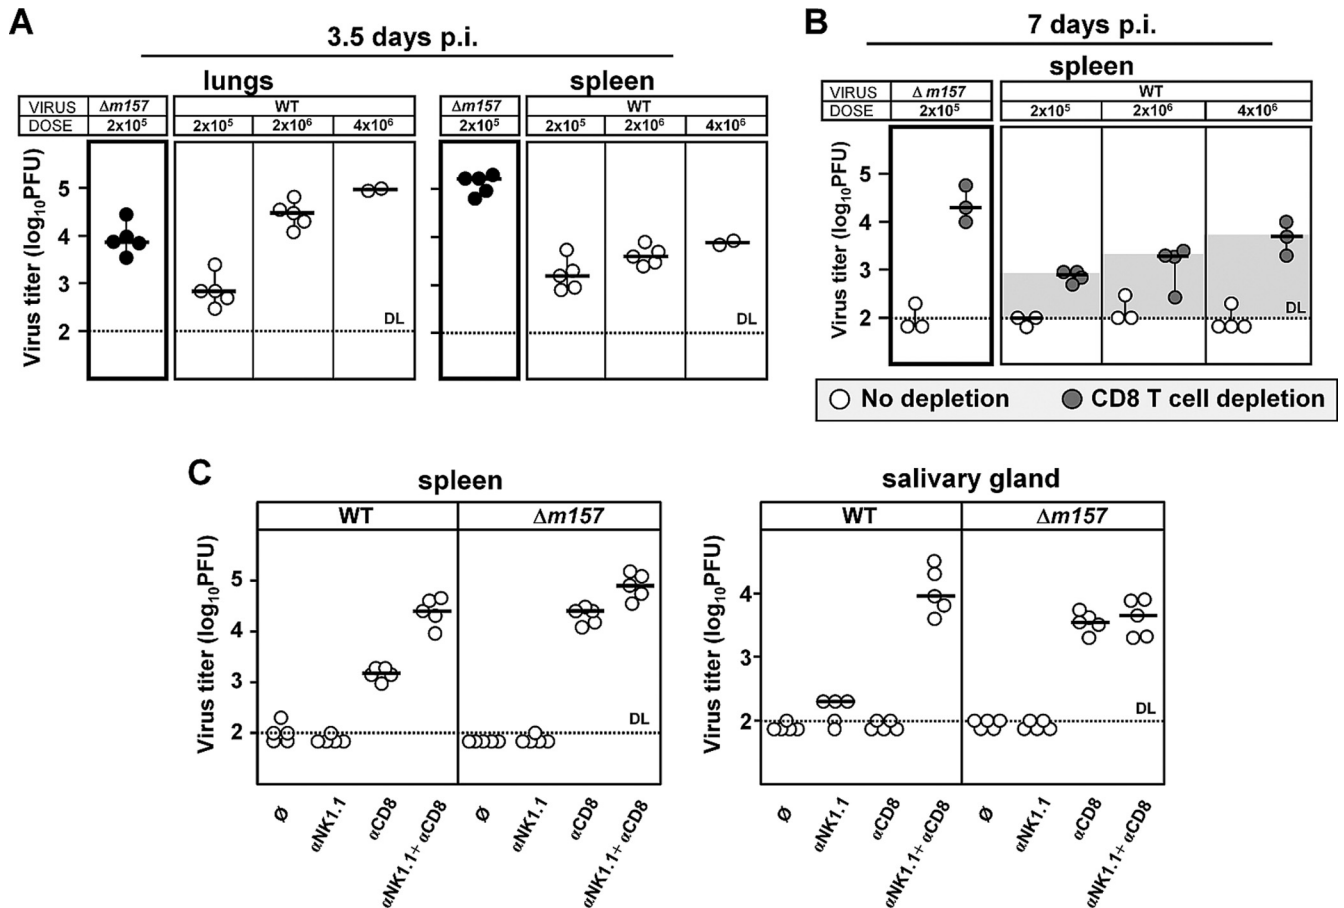 A
3.5 days p.i.
lungs
spleen
VIRUS Δm157 WT
DOSE 2x10⁵ 2x10⁵ 2x10⁶ 4x10⁶
Δm157 WT
2x10⁵ 2x10⁵ 2x10⁶ 4x10⁶
Virus titer (log₁₀PFU)
5
4
3
2
DL
DL
B
7 days p.i.
spleen
VIRUS Δ m157 WT
DOSE 2x10⁵ 2x10⁵ 2x10⁶ 4x10⁶
Virus titer (log₁₀PFU)
5
4
3
2
DL
No depletion CD8 T cell depletion
C
spleen
WT Δm157
Virus titer (log₁₀PFU)
5
4
3
2
DL
Ø
αNK1.1
αCD8
αNK1.1+ αCD8
Ø
αNK1.1
αCD8
αNK1.1+ αCD8
salivary gland
WT Δm157
Virus titer (log₁₀PFU)
4
3
2
DL
Ø
αNK1.1
αCD8
αNK1.1+ αCD8
Ø
αNK1.1
αCD8
αNK1.1+ αCD8